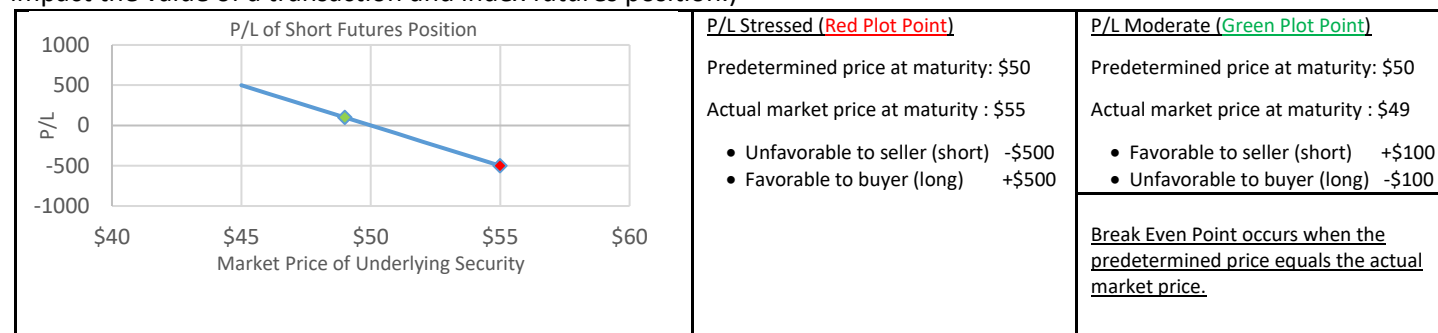 impact the value of a transaction and index futures position.)
P/L of Short Futures Position
1000
500
0
-500
-1000
P/L
$40 $45 $50 $55 $60
Market Price of Underlying Security
P/L Stressed (Red Plot Point)
Predetermined price at maturity: $50
Actual market price at maturity : $55
• Unfavorable to seller (short) -$500
• Favorable to buyer (long) +$500
P/L Moderate (Green Plot Point)
Predetermined price at maturity: $50
Actual market price at maturity : $49
• Favorable to seller (short) +$100
• Unfavorable to buyer (long) -$100
Break Even Point occurs when the
predetermined price equals the actual
market price.